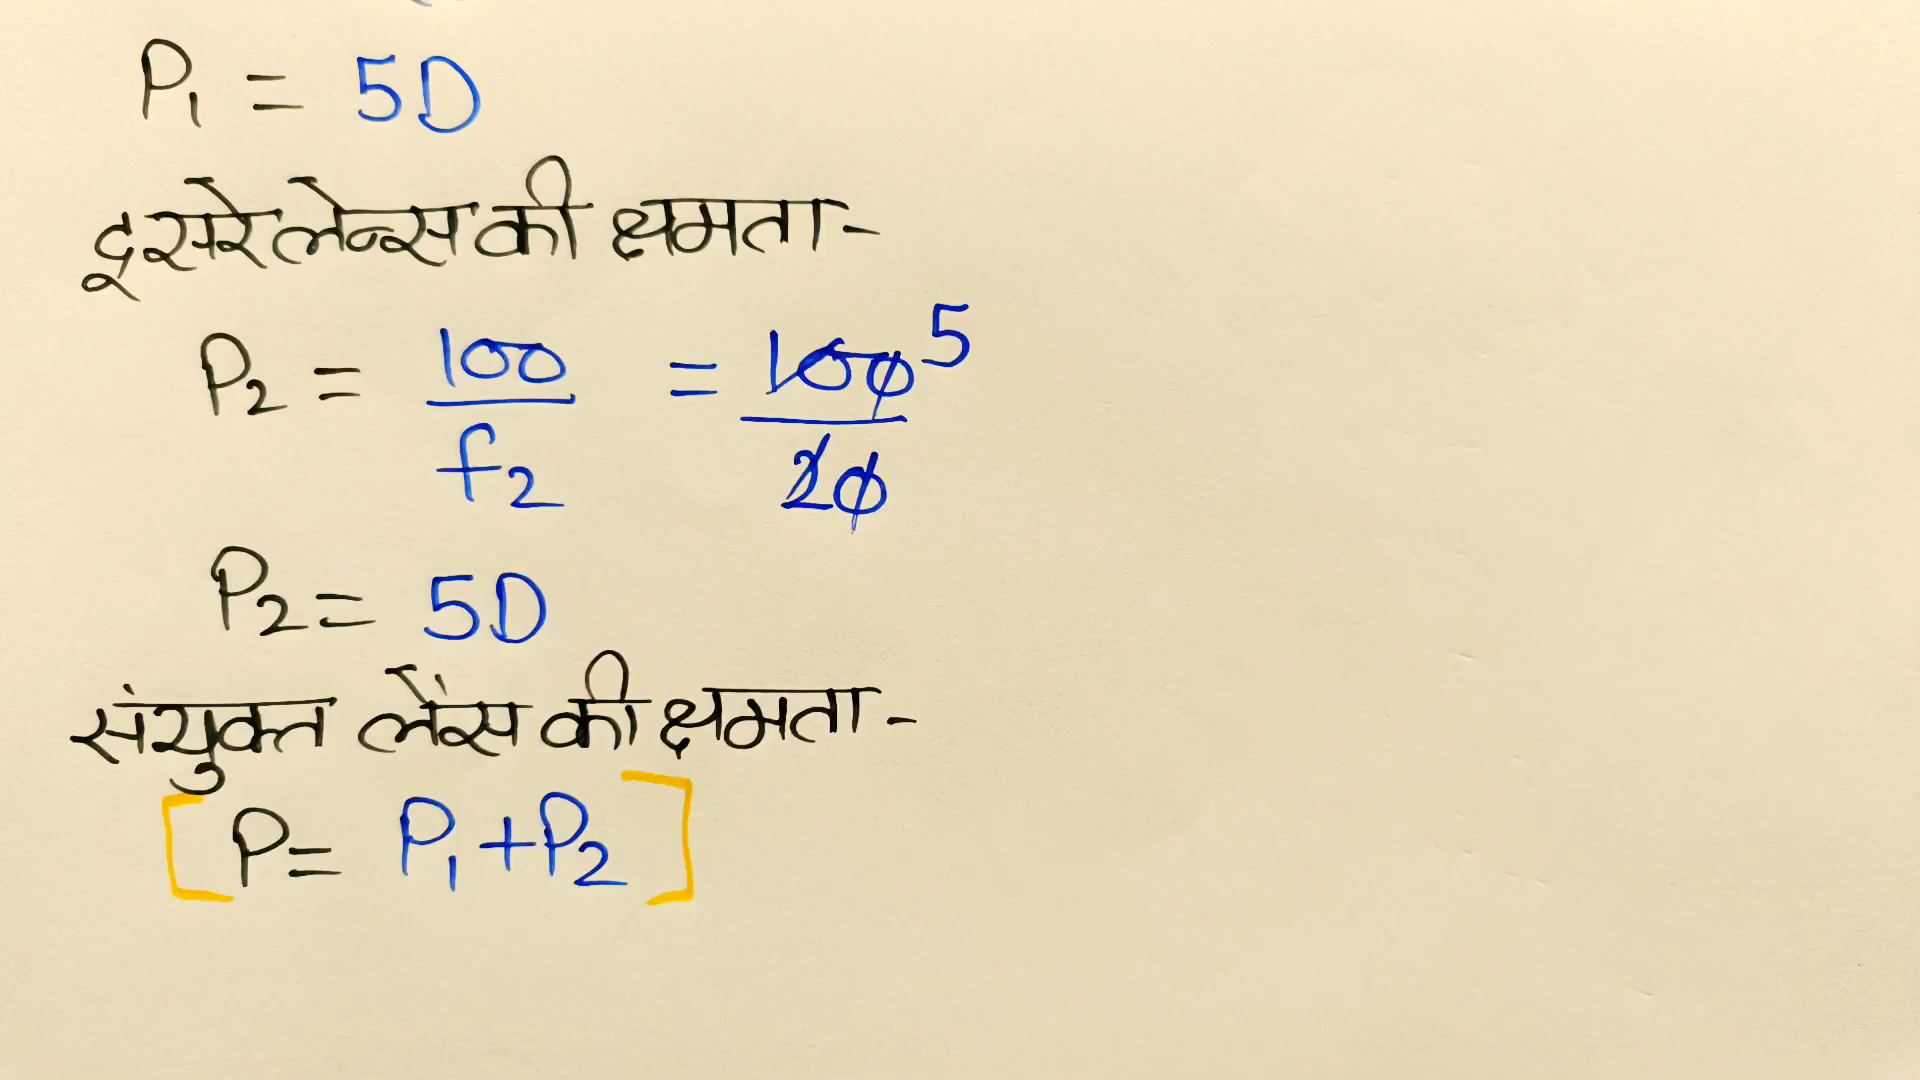 P₁ = 5D
दूसरे लेन्स की क्षमता-
P₂ = 100/f₂ = 100/20 5
P₂ = 5D
संयुक्त लेंस की क्षमता-
[P = P₁ + P₂]